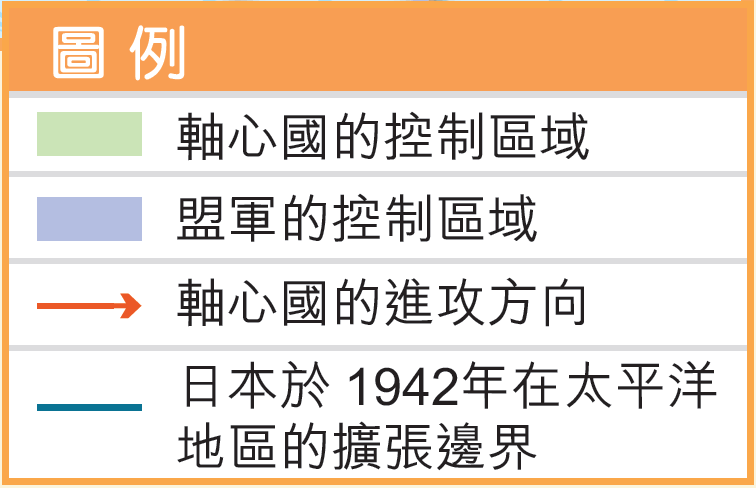 圖例
軸心國的控制區域
盟軍的控制區域
軸心國的進攻方向
日本於 1942年在太平洋
地區的擴張邊界